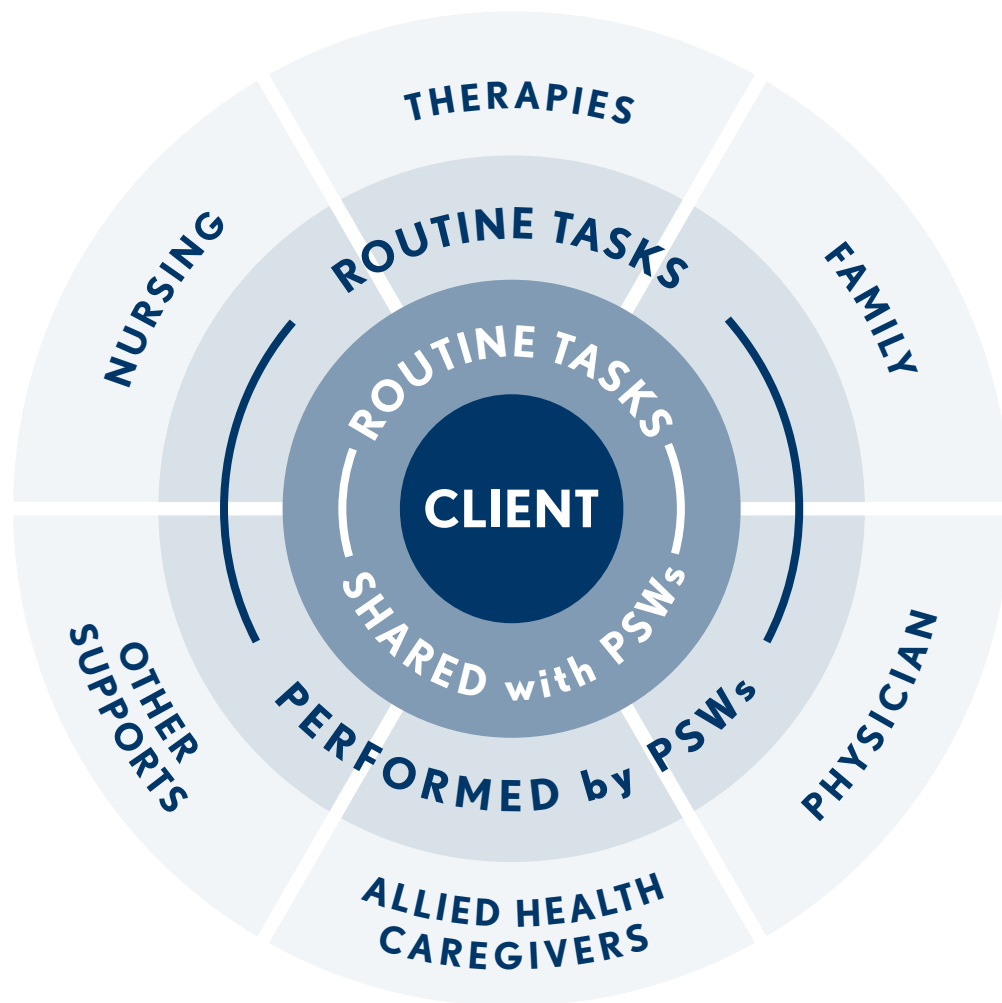 THERAPIES
NURSING
FAMILY
ROUTINE TASKS
PERFORMED by PSWs
ROUTINE TASKS
SHARED with PSWs
CLIENT
OTHER
SUPPORTS
PHYSICIAN
ALLIED HEALTH
CAREGIVERS